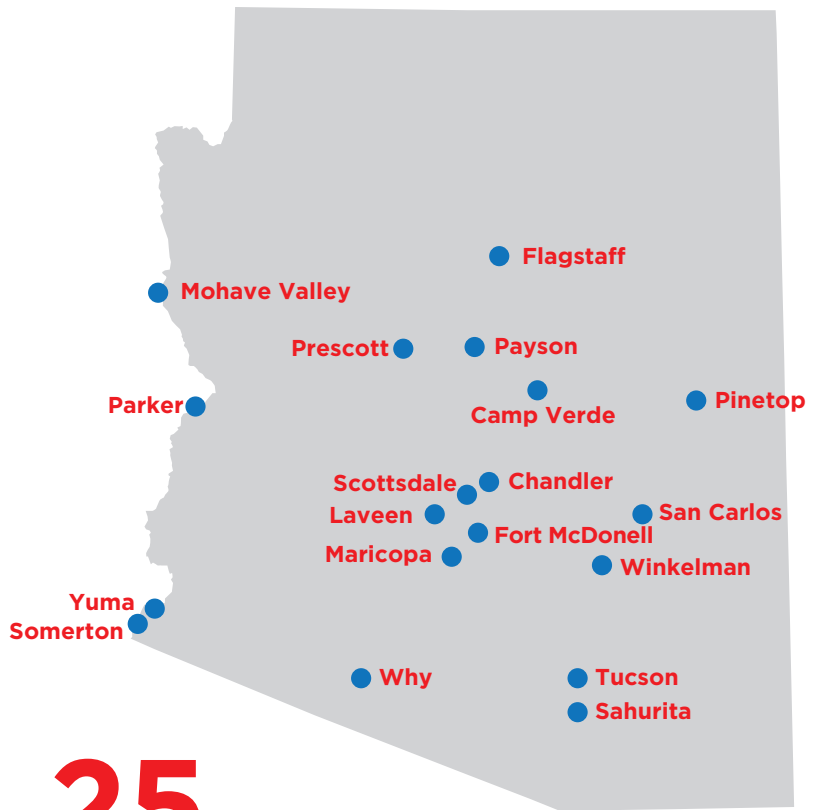 Flagstaff
Mohave Valley
Prescott
Payson
Parker
Camp Verde
Pinetop
Scottsdale
Chandler
Laveen
San Carlos
Fort McDonell
Maricopa
Winkelman
Yuma
Somerton
Why
Tucson
Sahurita
25